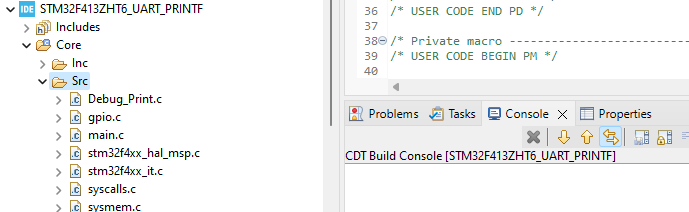 IDE STM32F413ZHT6_UART_PRINTF
Includes
Core
Inc
Src
Debug_Print.c
gpio.c
main.c
stm32f4xx_hal_msp.c
stm32f4xx_it.c
syscalls.c
sysmem.c
36 /* USER CODE END PD */
37
38 /* Private macro -----------------------------
39 /* USER CODE BEGIN PM */
40
Problems Tasks Console Properties
CDT Build Console [STM32F413ZHT6_UART_PRINTF]